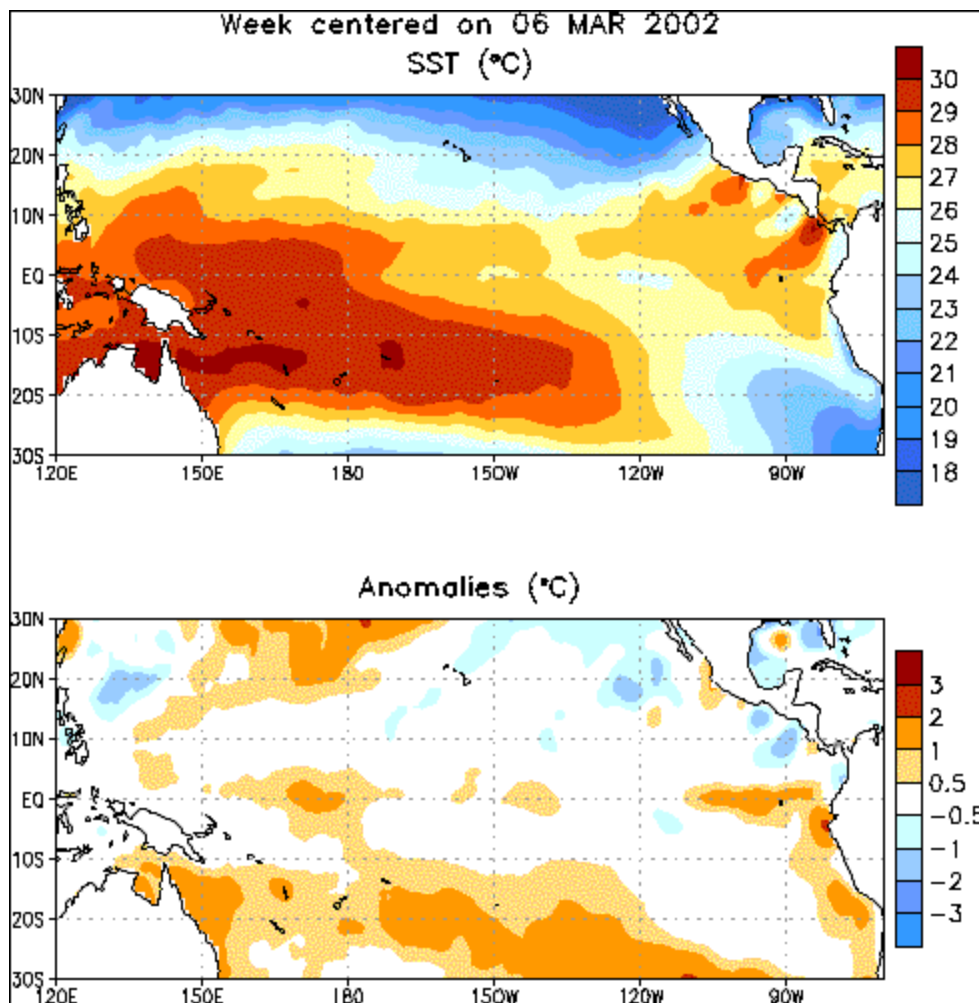 Week centered on 06 MAR 2002
SST (°C)
30N
20N
10N
EQ
10S
20S
30S
120E 150E 180 150W 120W 90W
30
29
28
27
26
25
24
23
22
21
20
19
18
Anomalies (°C)
30N
20N
10N
EQ
10S
20S
30S
120E 150E 180 150W 120W 90W
3
2
1
0.5
-0.5
-1
-2
-3